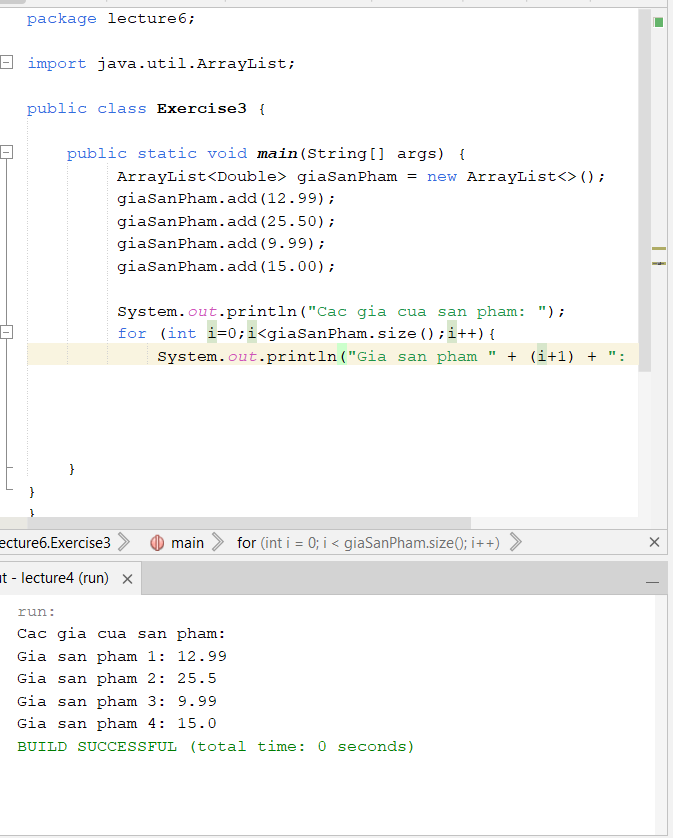 package lecture6;
import java.util.ArrayList;
public class Exercise3 {
public static void main(String[] args) {
ArrayList<Double> giaSanPham = new ArrayList<>();
giaSanPham.add(12.99);
giaSanPham.add(25.50);
giaSanPham.add(9.99);
giaSanPham.add(15.00);
System.out.println("Cac gia cua san pham: ");
for (int i=0;i<giaSanPham.size();i++){
System.out.println("Gia san pham " + (i+1) + ":
}
}
}
ecture6.Exercise3 main for (int i = 0; i < giaSanPham.size(); i++)
ut - lecture4 (run)
run:
Cac gia cua san pham:
Gia san pham 1: 12.99
Gia san pham 2: 25.5
Gia san pham 3: 9.99
Gia san pham 4: 15.0
BUILD SUCCESSFUL (total time: 0 seconds)